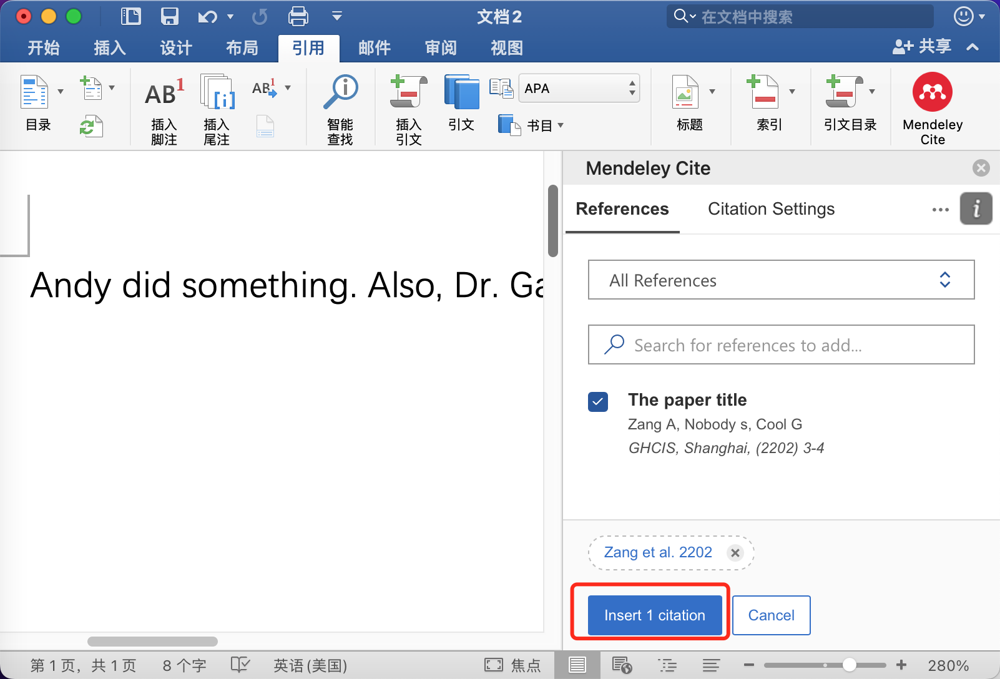 文档2
在文档中搜索
开始 插入 设计 布局 引用 邮件 审阅 视图 共享
目录
AB1
插入
脚注
[i]
插入
尾注
AB1
智能
查找
插入
引文
引文
APA
书目
标题
索引
引文目录
Mendeley
Cite
Mendeley Cite
References Citation Settings
All References
Search for references to add...
The paper title
Zang A, Nobody s, Cool G
GHCIS, Shanghai, (2202) 3-4
Andy did something. Also, Dr. Ga
Zang et al. 2202
Insert 1 citation Cancel
第 1 页，共 1 页 8 个字 英语 (美国) 焦点 280%